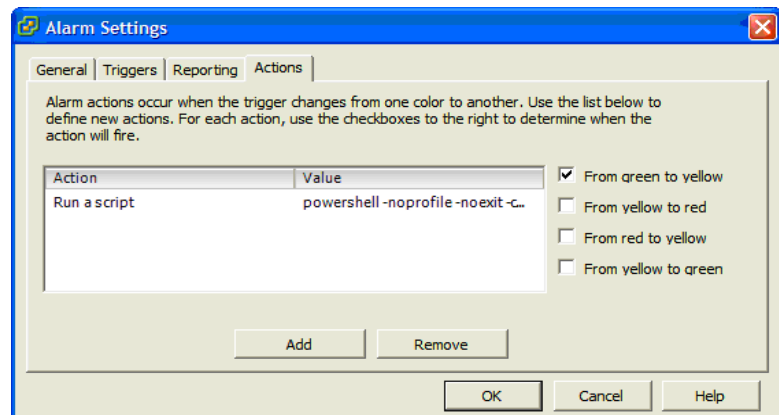 Alarm Settings
General Triggers Reporting Actions
Alarm actions occur when the trigger changes from one color to another. Use the list below to
define new actions. For each action, use the checkboxes to the right to determine when the
action will fire.
Action Value
Run a script powershell -noprofile -noexit -c...
From green to yellow
From yellow to red
From red to yellow
From yellow to green
Add Remove
OK Cancel Help